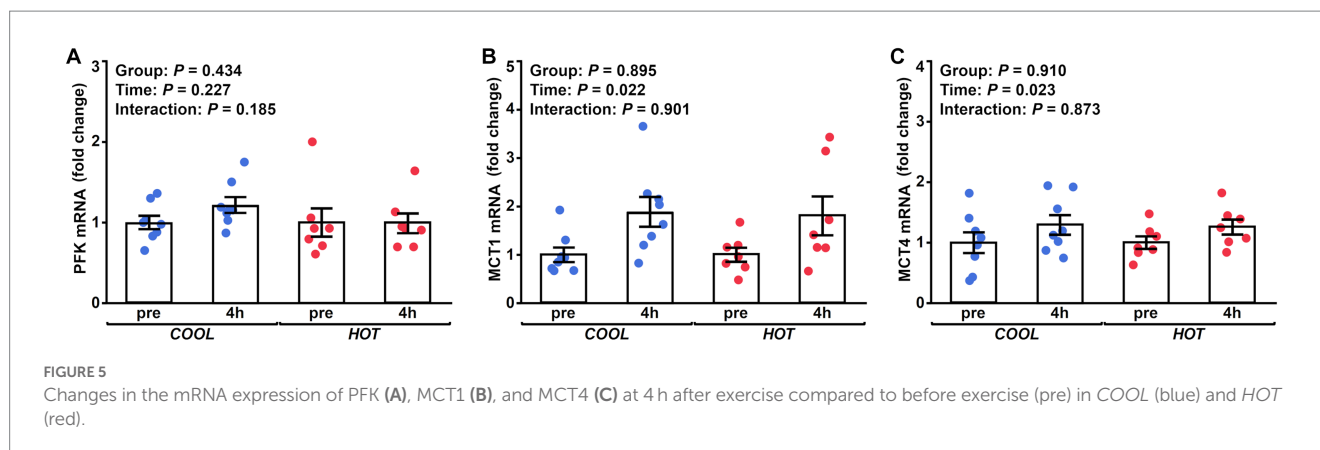 A
Group: P = 0.434
Time: P = 0.227
Interaction: P = 0.185
PFK mRNA (fold change)
3
2
1
0
pre 4h pre 4h
COOL HOT
B
Group: P = 0.895
Time: P = 0.022
Interaction: P = 0.901
MCT1 mRNA (fold change)
5
4
3
2
1
0
pre 4h pre 4h
COOL HOT
C
Group: P = 0.910
Time: P = 0.023
Interaction: P = 0.873
MCT4 mRNA (fold change)
4
3
2
1
0
pre 4h pre 4h
COOL HOT
FIGURE 5
Changes in the mRNA expression of PFK (A), MCT1 (B), and MCT4 (C) at 4 h after exercise compared to before exercise (pre) in COOL (blue) and HOT
(red).